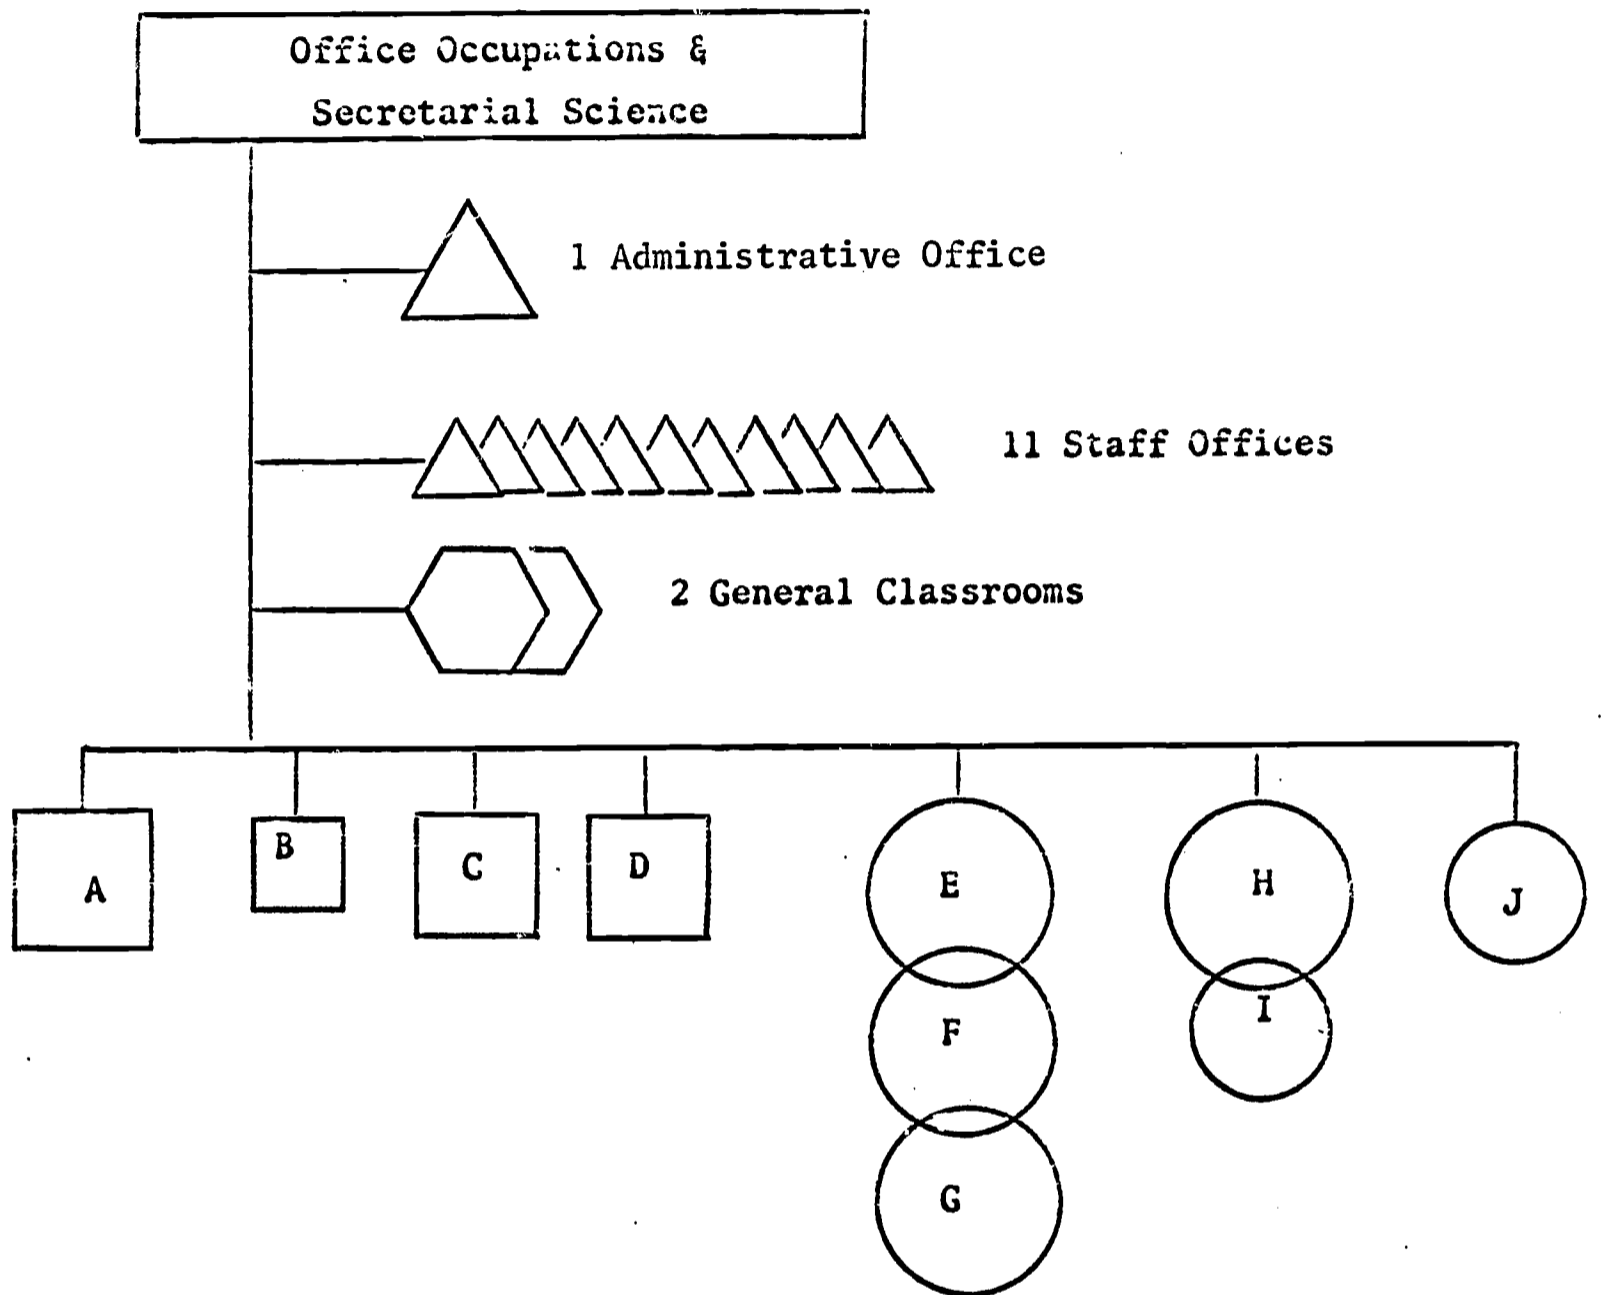 Office Occupations &
Secretarial Science
1 Administrative Office
11 Staff Offices
2 General Classrooms
A
B
C
D
E
H
J
F
I
G